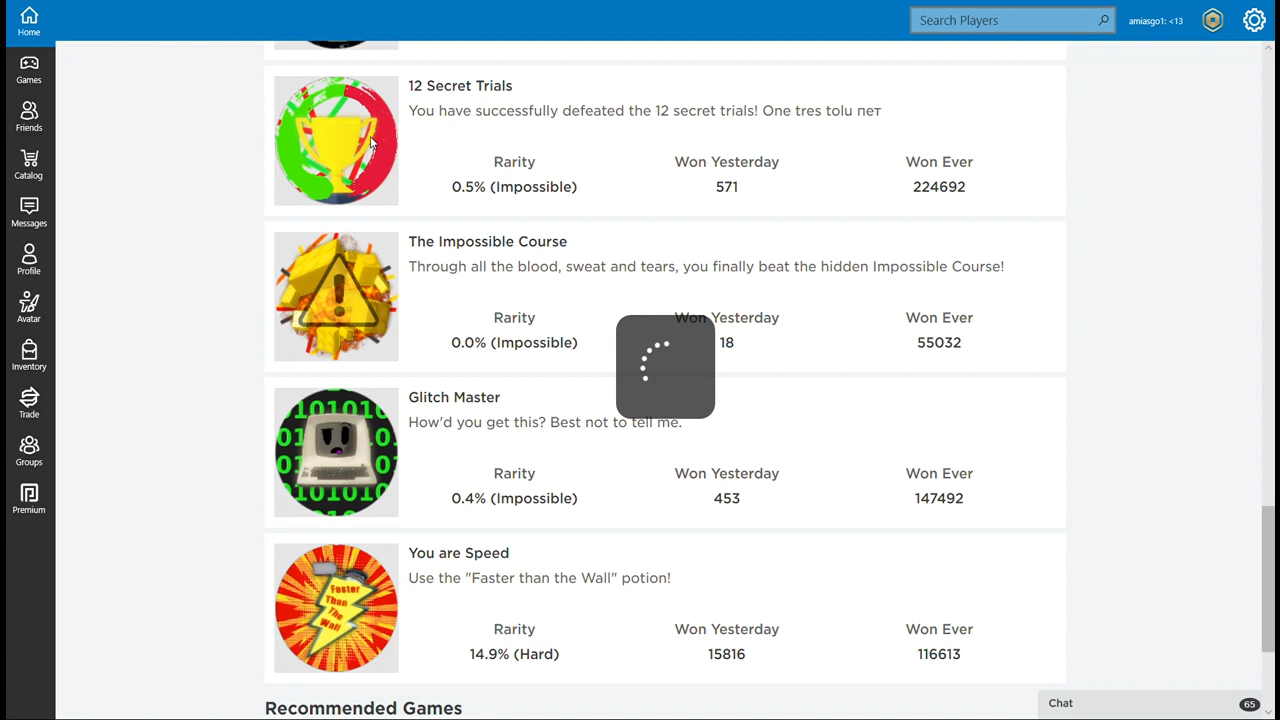 Home
Search Players
amiasgo1: <13
Games
Friends
Catalog
Messages
Profile
Avatar
Inventory
Trade
Groups
Premium
12 Secret Trials
You have successfully defeated the 12 secret trials! One tres tolu пет
Rarity Won Yesterday Won Ever
0.5% (Impossible) 571 224692
The Impossible Course
Through all the blood, sweat and tears, you finally beat the hidden Impossible Course!
Rarity Won Yesterday Won Ever
0.0% (Impossible) 18 55032
Glitch Master
How'd you get this? Best not to tell me.
Rarity Won Yesterday Won Ever
0.4% (Impossible) 453 147492
Faster
Than
The
Wall
You are Speed
Use the "Faster than the Wall" potion!
Rarity Won Yesterday Won Ever
14.9% (Hard) 15816 116613
Recommended Games
Chat 65